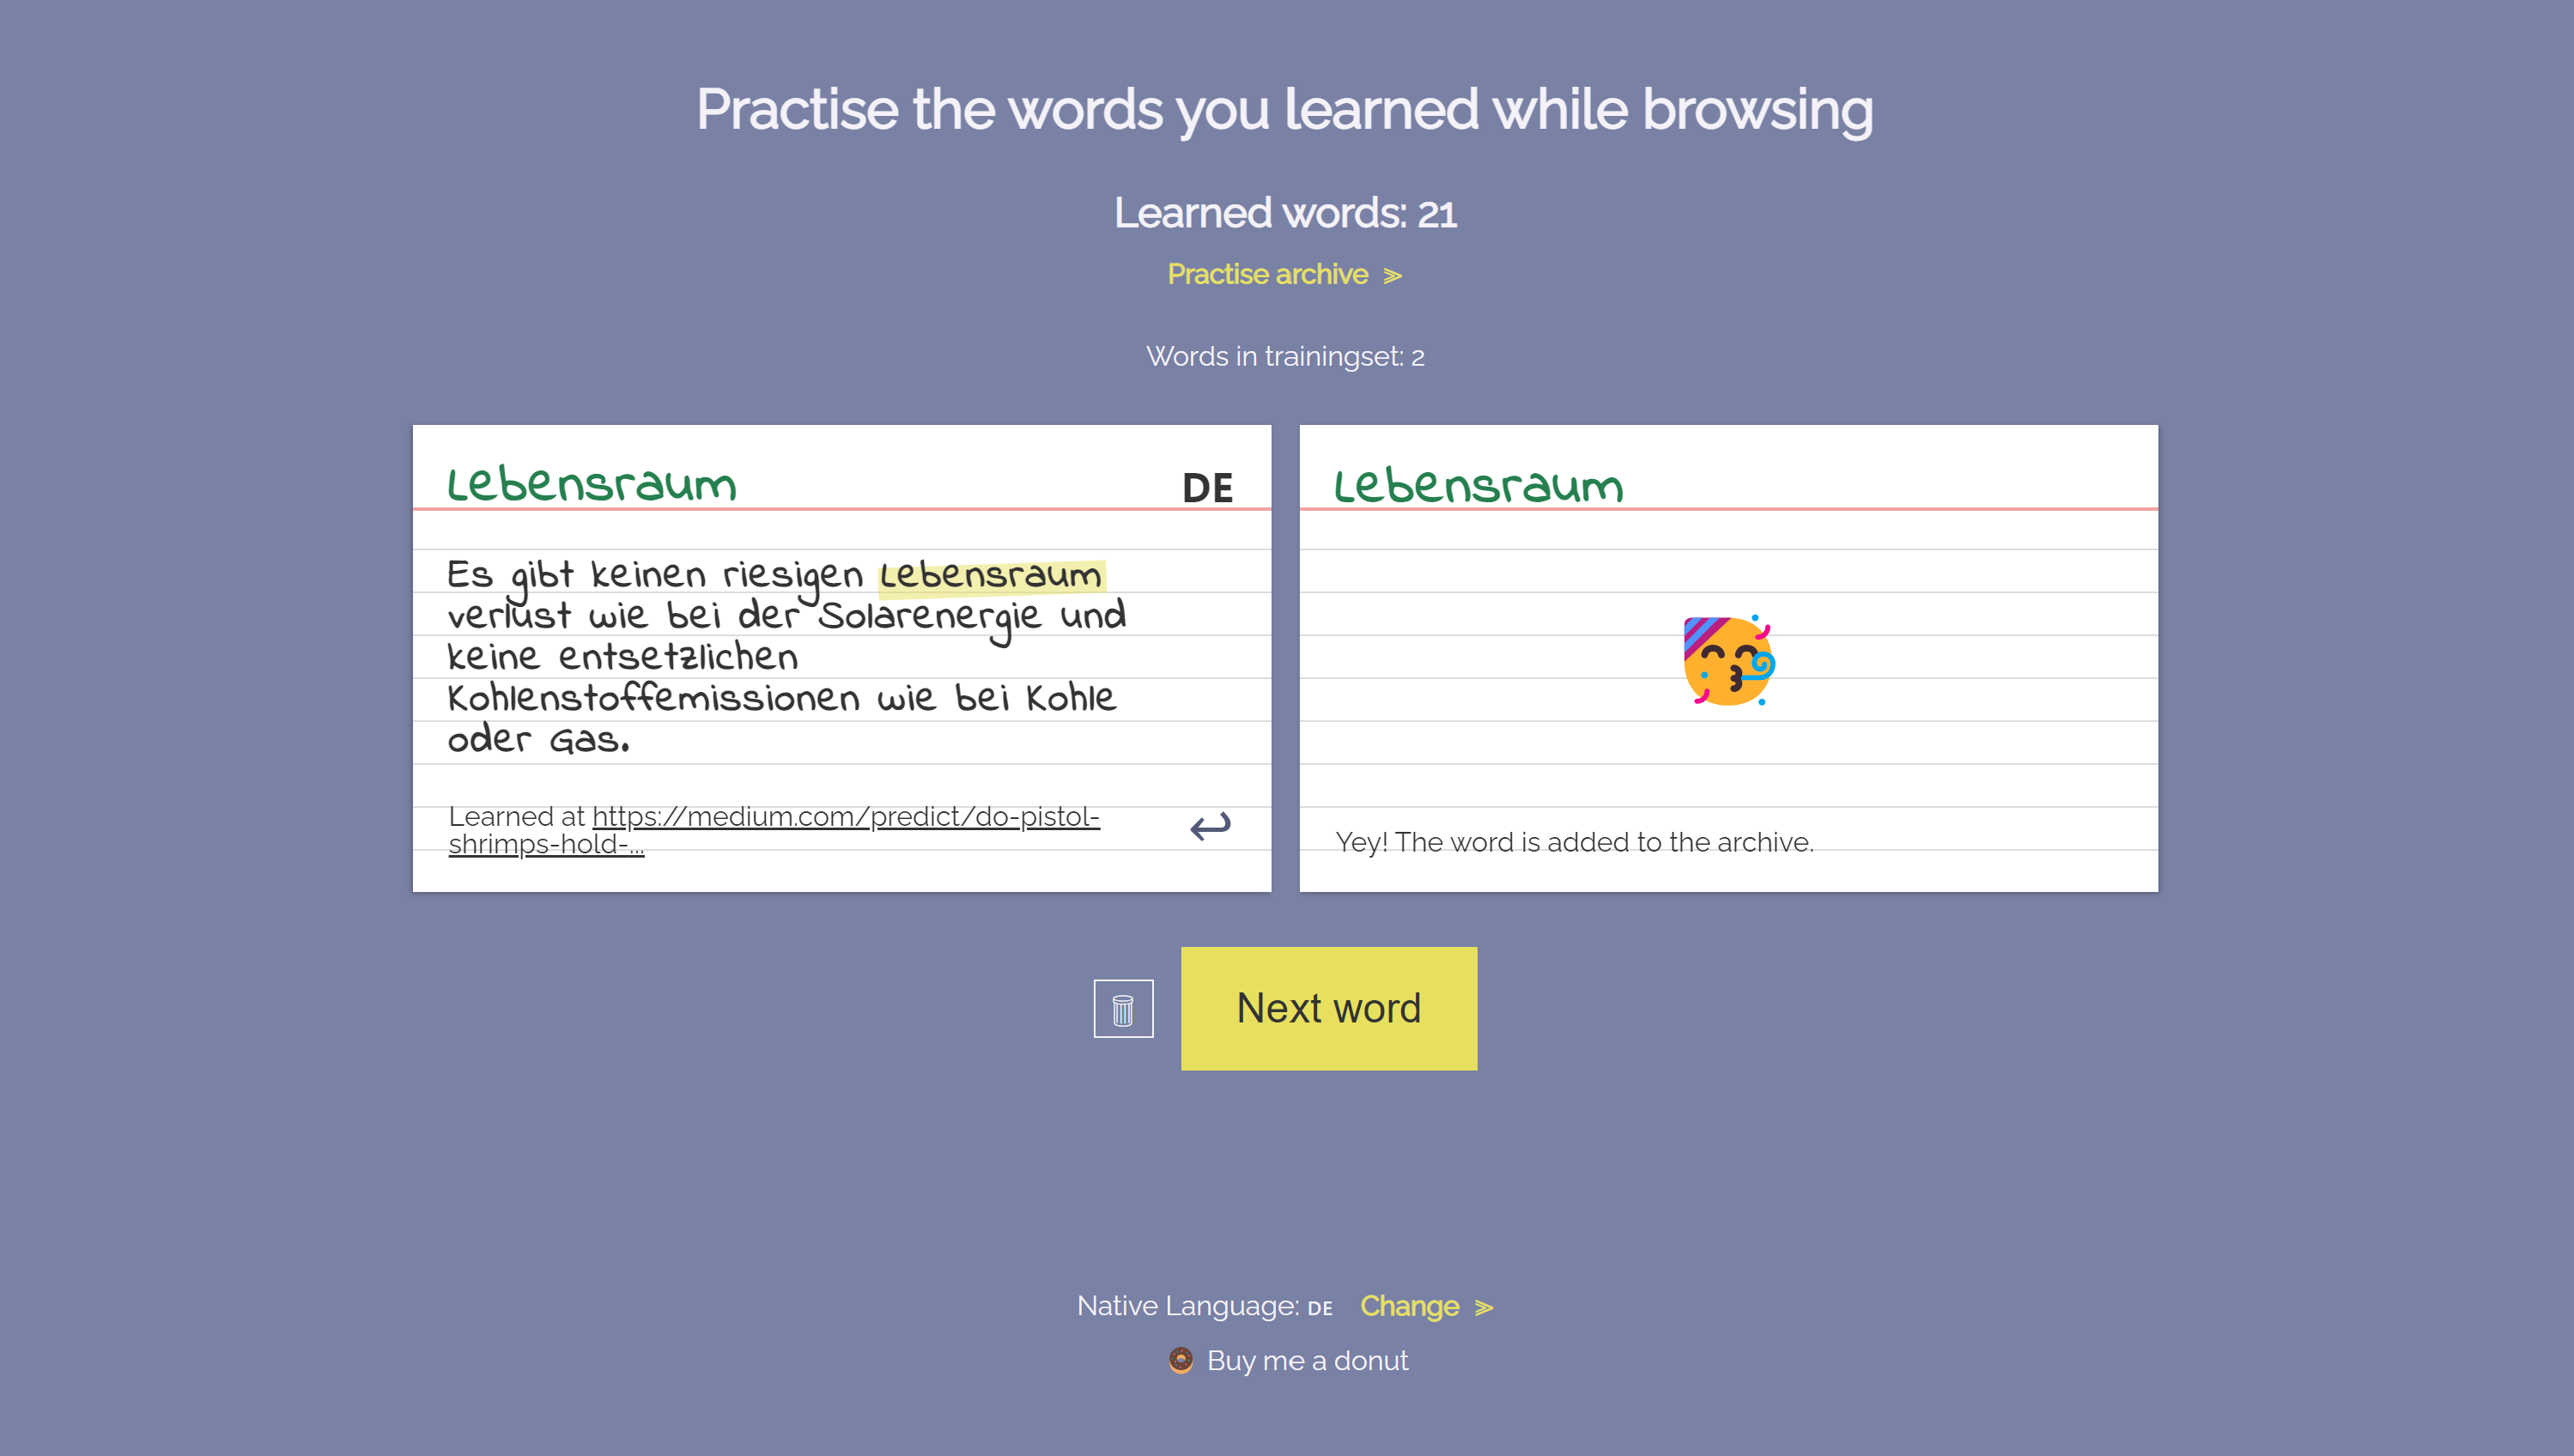 Practise the words you learned while browsing
Learned words: 21
Practise archive ⪢
Words in trainingset: 2
Lebensraum
DE
Es gibt keinen riesigen Lebensraum
verlust wie bei der Solarenergie und
keine entsetzlichen
Kohlenstoffemissionen wie bei Kohle
oder Gas.
Learned at https://medium.com/predict/do-pistol-
shrimps-hold-...
Lebensraum
Yey! The word is added to the archive.
Next word
Native Language: DE Change ⪢
Buy me a donut